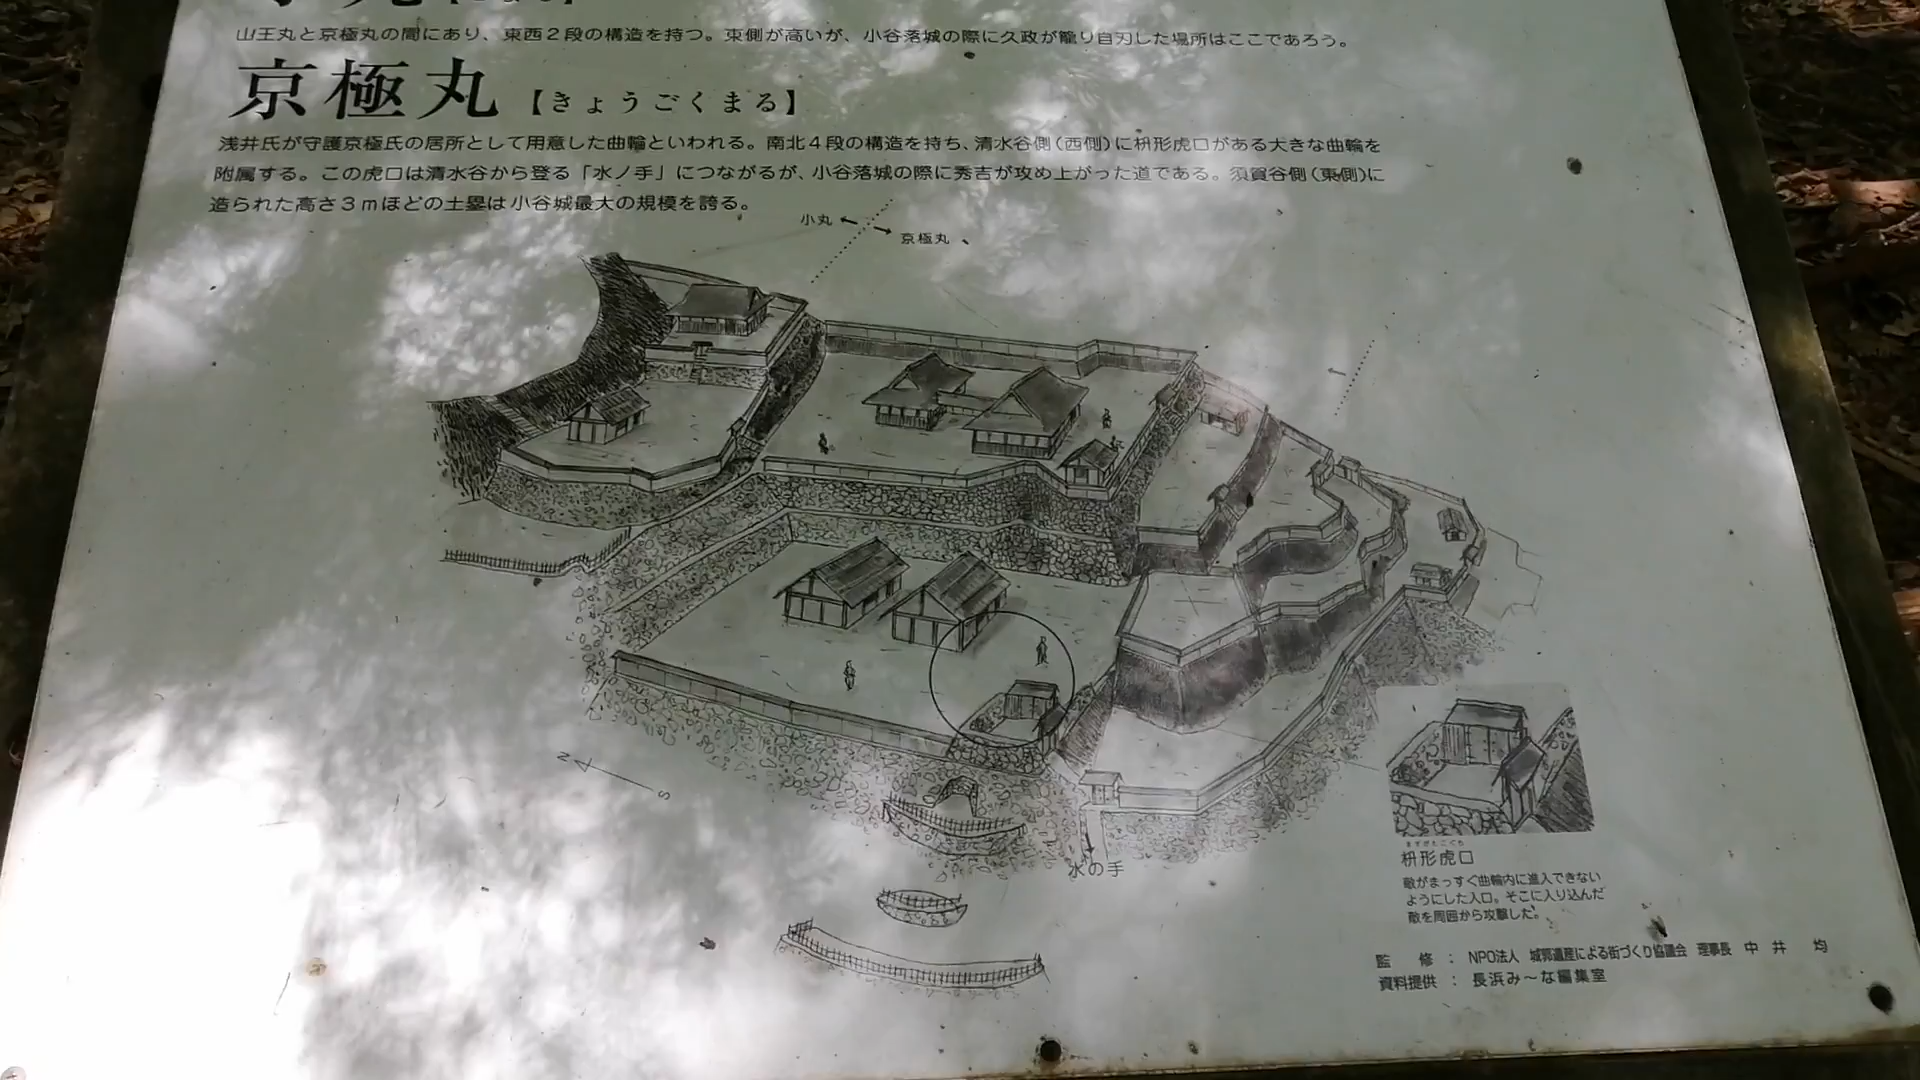 山王丸と京極丸の間にあり、東西２段の構造を持つ。東側が高いが、小谷落城の際に久政が籠り自刃した場所はここであろう。
京極丸【きょうごくまる】
浅井氏が守護京極氏の居所として用意した曲輪といわれる。南北４段の構造を持ち、清水谷側（西側）に枡形虎口がある大きな曲輪を
附属する。この虎口は清水谷から登る「水ノ手」につながるが、小谷落城の際に秀吉が攻め上がった道である。須賀谷側（東側）に
造られた高さ３ｍほどの土塁は小谷城最大の規模を誇る。
小丸
京極丸
N
S
水の手
ますがたこぐち
枡形虎口
敵がまっすぐ曲輪内に進入できない
ようにした入口。そこに入り込んだ
敵を周囲から攻撃した。
監　修 ： NPO法人 城郭遺産による街づくり協議会 理事長 中井 均
資料提供 ： 長浜み～な編集室